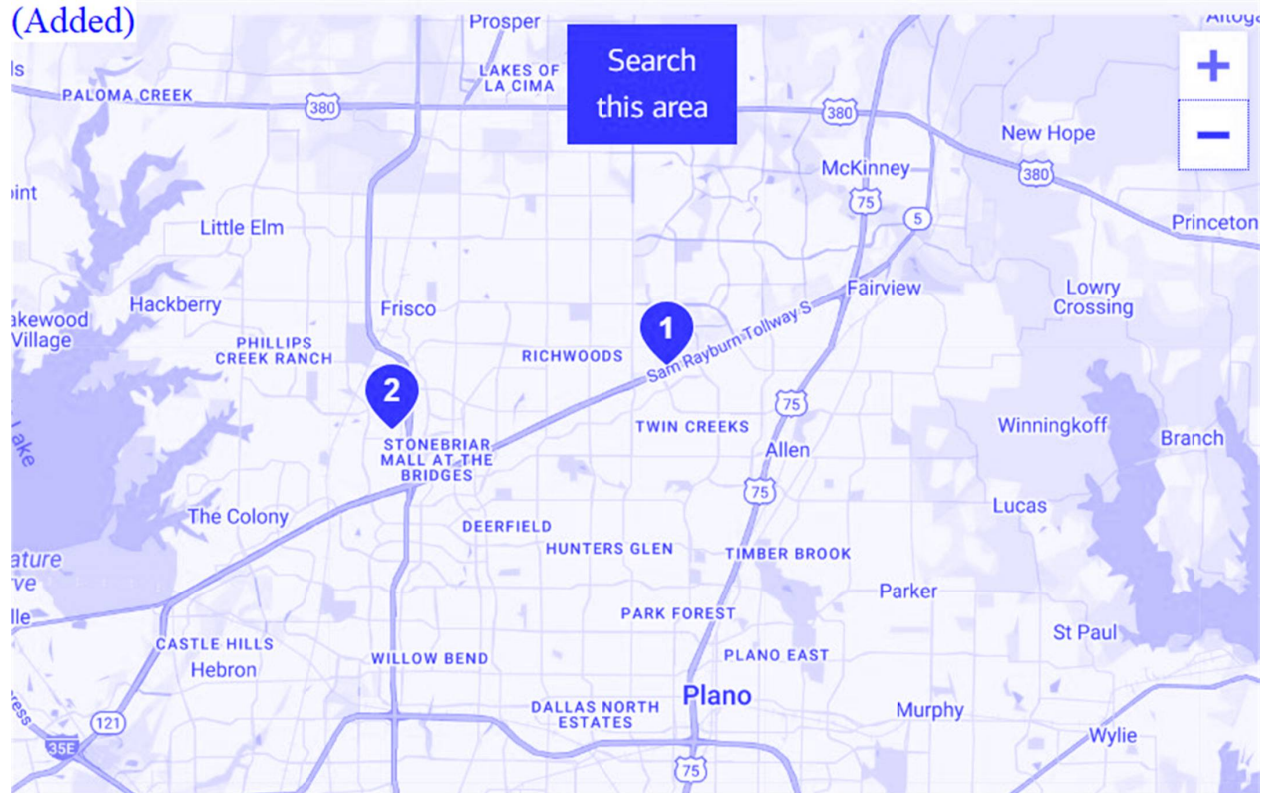 (Added)
Prosper
Altoga
ls
LAKES OF
LA CIMA
Search
this area
+
−
PALOMA CREEK
380
380
New Hope
McKinney
380
oint
75
5
Princeton
Little Elm
Hackberry
Frisco
Fairview
Lowry
Crossing
akewood
Village
1
Sam Rayburn Tollway S
PHILLIPS
CREEK RANCH
RICHWOODS
2
75
TWIN CREEKS
Winningkoff
Branch
Lake
STONEBRIAR
MALL AT THE
BRIDGES
Allen
75
Lucas
The Colony
DEERFIELD
HUNTERS GLEN
TIMBER BROOK
ature
rve
Parker
lle
PARK FOREST
St Paul
CASTLE HILLS
Hebron
WILLOW BEND
PLANO EAST
Plano
DALLAS NORTH
ESTATES
Murphy
ress
121
35E
Wylie
75